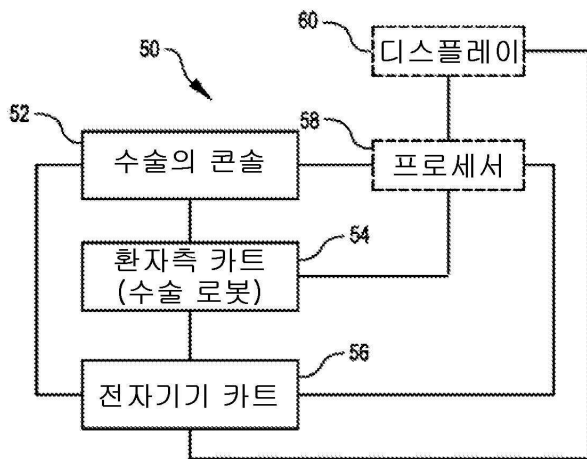 60
디스플레이
50
52
58
수술의 콘솔
프로세서
54
환자측 카트
(수술 로봇)
56
전자기기 카트